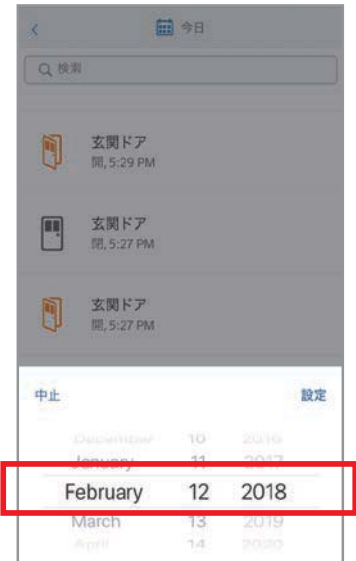 今日
検索
玄関ドア
開, 5:29 PM
玄関ドア
閉, 5:27 PM
玄関ドア
開, 5:27 PM
中止 設定
December 10 2016
January 11 2017
February 12 2018
March 13 2019
April 14 2020